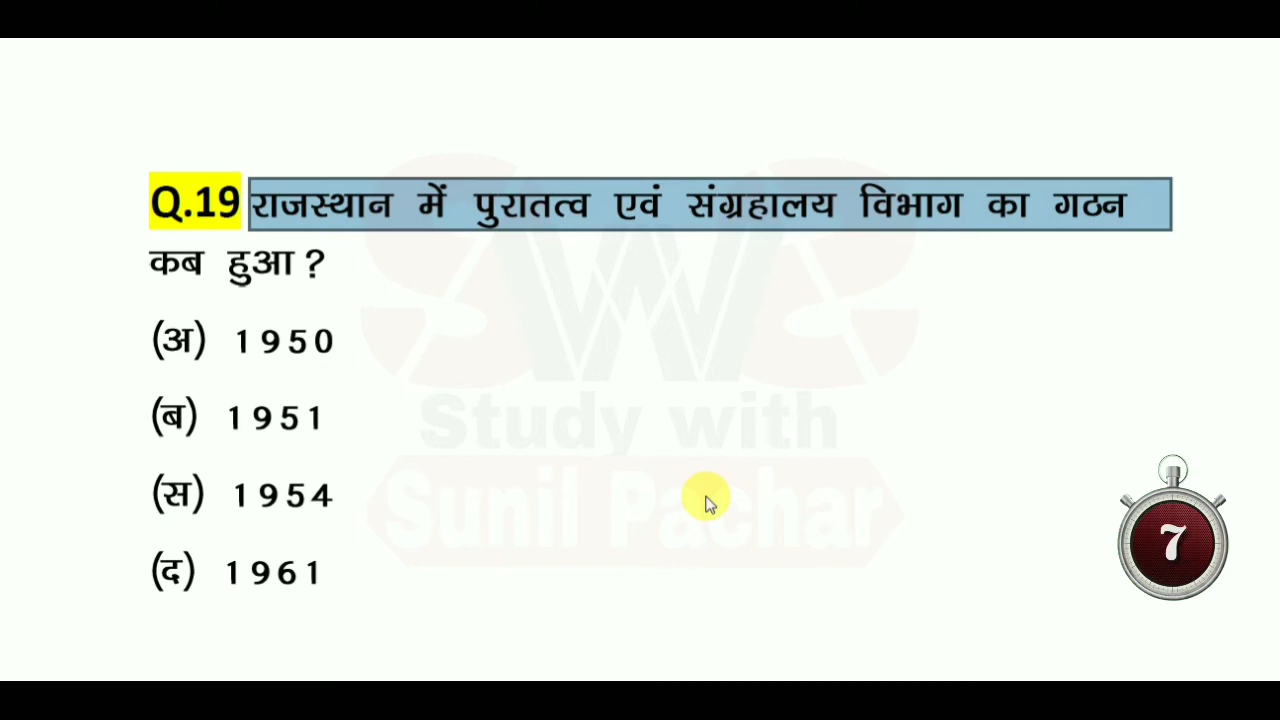 Q.19 राजस्थान में पुरातत्व एवं संग्रहालय विभाग का गठन
कब हुआ ?
(अ) 1950
(ब) 1951
(स) 1954
(द) 1961
Study with
Sunil Pachar
7